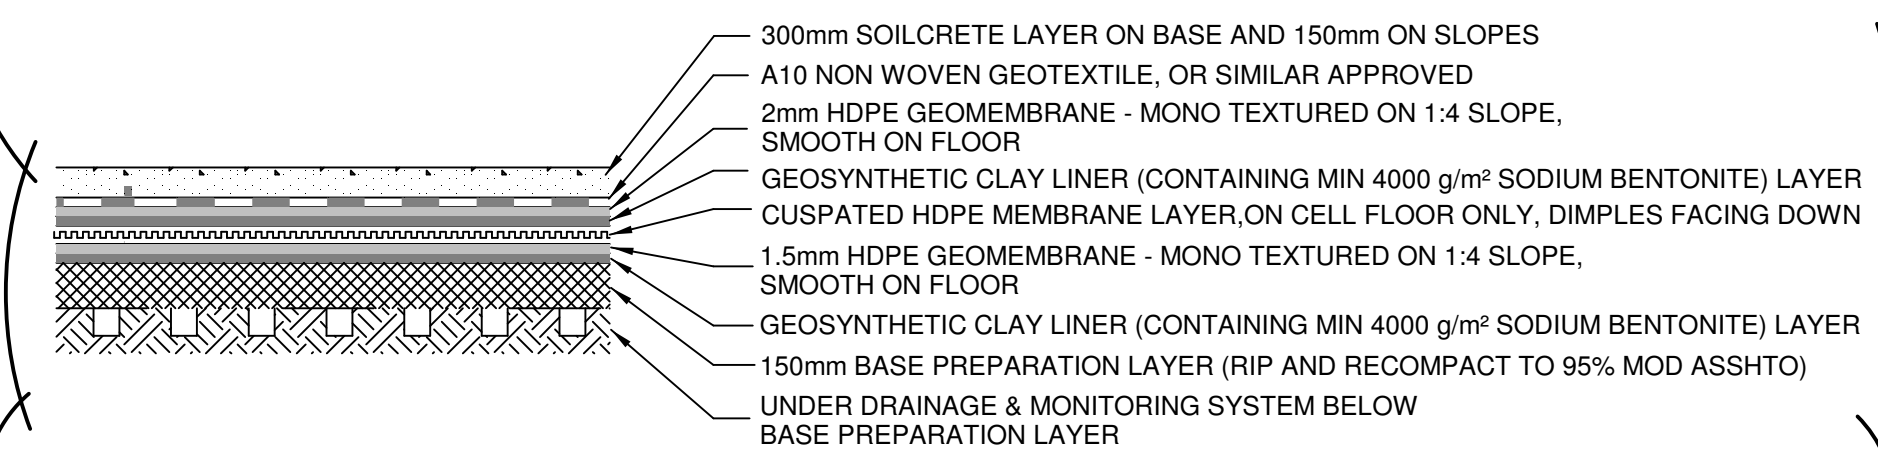 300mm SOILCRETE LAYER ON BASE AND 150mm ON SLOPES
A10 NON WOVEN GEOTEXTILE, OR SIMILAR APPROVED
2mm HDPE GEOMEMBRANE - MONO TEXTURED ON 1:4 SLOPE,
SMOOTH ON FLOOR
GEOSYNTHETIC CLAY LINER (CONTAINING MIN 4000 g/m² SODIUM BENTONITE) LAYER
CUSPATED HDPE MEMBRANE LAYER,ON CELL FLOOR ONLY, DIMPLES FACING DOWN
1.5mm HDPE GEOMEMBRANE - MONO TEXTURED ON 1:4 SLOPE,
SMOOTH ON FLOOR
GEOSYNTHETIC CLAY LINER (CONTAINING MIN 4000 g/m² SODIUM BENTONITE) LAYER
150mm BASE PREPARATION LAYER (RIP AND RECOMPACT TO 95% MOD ASSHTO)
UNDER DRAINAGE & MONITORING SYSTEM BELOW
BASE PREPARATION LAYER